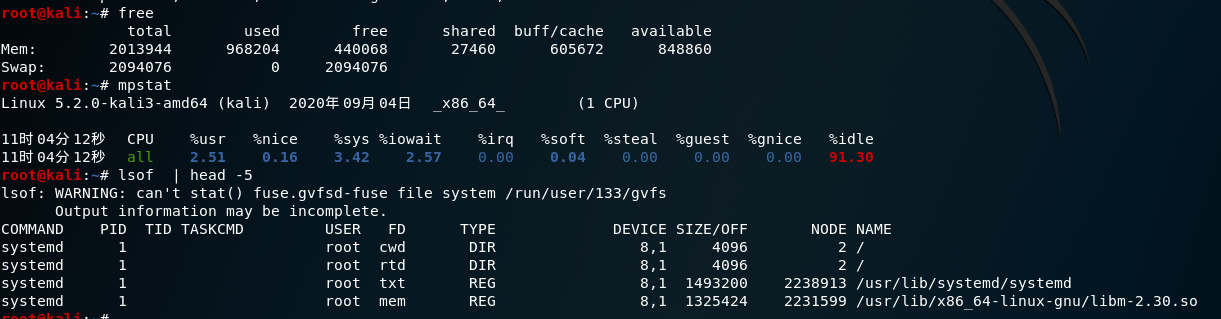 root@kali:~# free
              total        used        free      shared  buff/cache   available
Mem:        2013944      968204      440068       27460      605672      848860
Swap:       2094076           0     2094076
root@kali:~# mpstat
Linux 5.2.0-kali3-amd64 (kali)  2020年09月04日  _x86_64_        (1 CPU)
11时04分12秒  CPU    %usr   %nice    %sys %iowait    %irq   %soft  %steal  %guest  %gnice   %idle
11时04分12秒  all    2.51    0.16    3.42    2.57    0.00    0.04    0.00    0.00    0.00   91.30
root@kali:~# lsof  | head -5
lsof: WARNING: can't stat() fuse.gvfsd-fuse file system /run/user/133/gvfs
      Output information may be incomplete.
COMMAND    PID  TID TASKCMD         USER   FD      TYPE             DEVICE SIZE/OFF       NODE NAME
systemd      1                      root  cwd       DIR                8,1     4096          2 /
systemd      1                      root  rtd       DIR                8,1     4096          2 /
systemd      1                      root  txt       REG                8,1  1493200    2238913 /usr/lib/systemd/systemd
systemd      1                      root  mem       REG                8,1  1325424    2231599 /usr/lib/x86_64-linux-gnu/libm-2.30.so
root@kali:~#